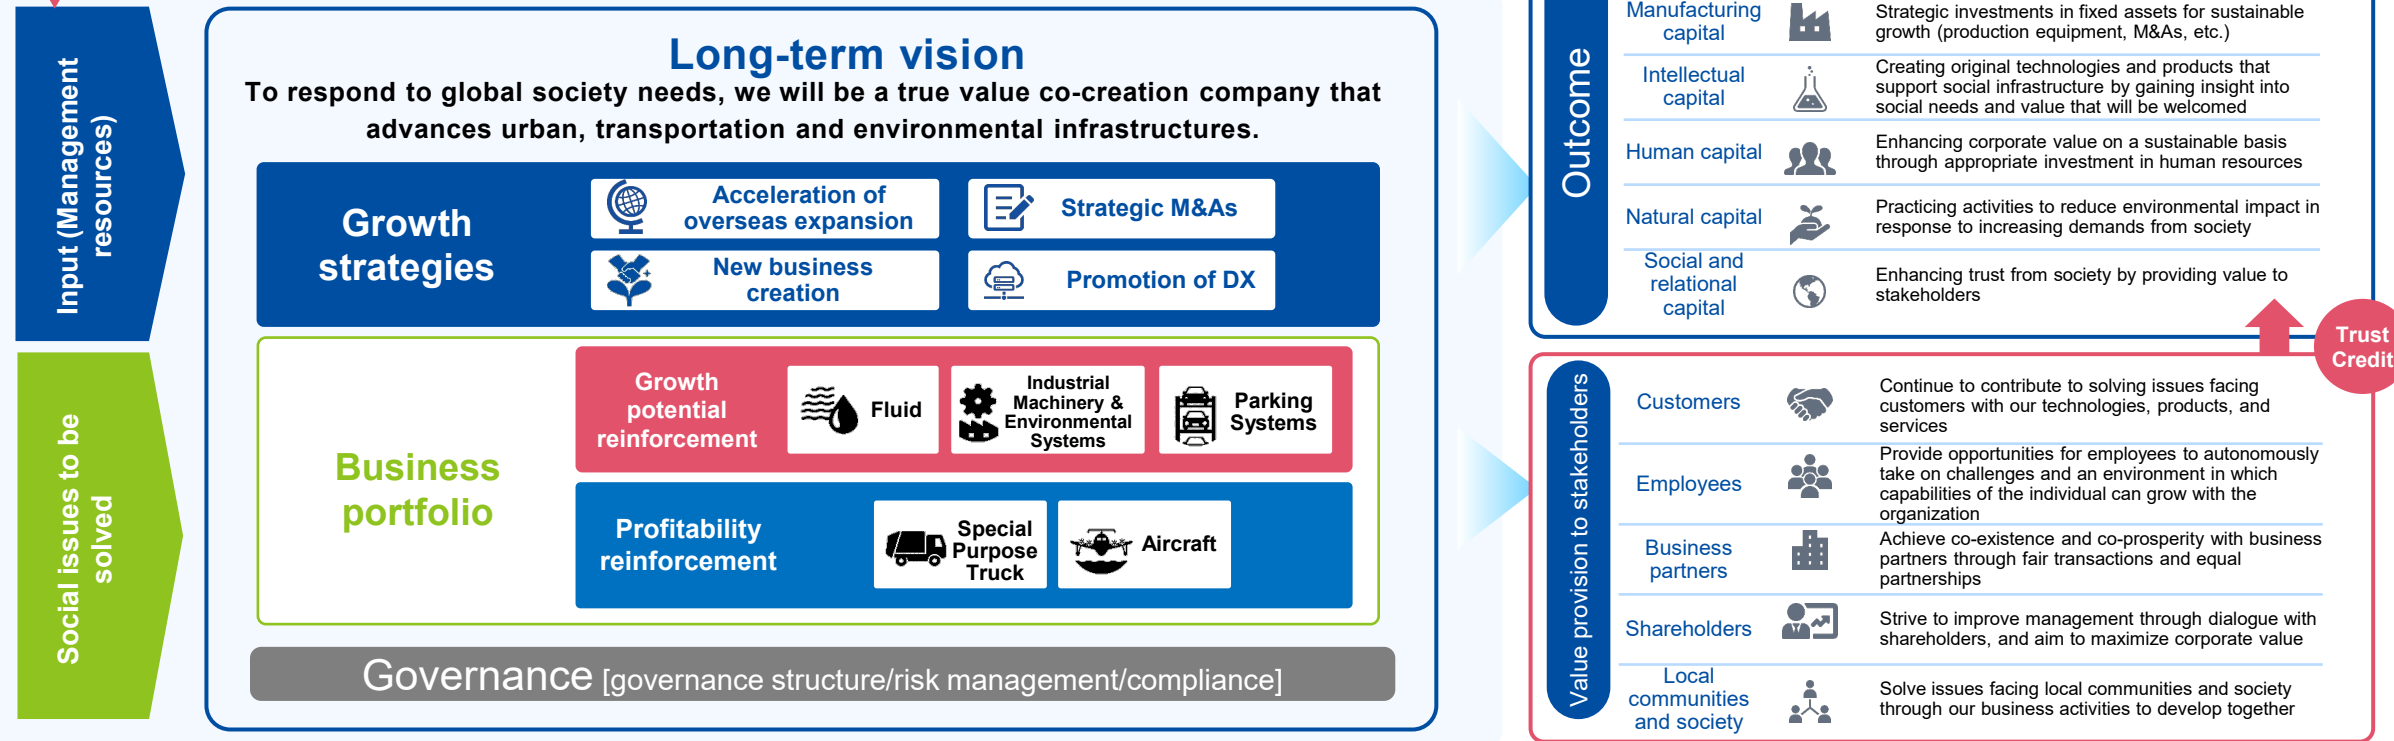 Input (Management
resources)
Social issues to be
solved
Long-term vision
To respond to global society needs, we will be a true value co-creation company that
advances urban, transportation and environmental infrastructures.
Growth
strategies
Acceleration of
overseas expansion
Strategic M&As
New business
creation
Promotion of DX
Business
portfolio
Growth
potential
reinforcement
Fluid
Industrial
Machinery &
Environmental
Systems
Parking
Systems
Profitability
reinforcement
Special
Purpose
Truck
Aircraft
Governance [governance structure/risk management/compliance]
Outcome
Manufacturing
capital
Strategic investments in fixed assets for sustainable
growth (production equipment, M&As, etc.)
Intellectual
capital
Creating original technologies and products that
support social infrastructure by gaining insight into
social needs and value that will be welcomed
Human capital
Enhancing corporate value on a sustainable basis
through appropriate investment in human resources
Natural capital
Practicing activities to reduce environmental impact in
response to increasing demands from society
Social and
relational
capital
Enhancing trust from society by providing value to
stakeholders
Trust
Credit
Value provision to stakeholders
Customers
Continue to contribute to solving issues facing
customers with our technologies, products, and
services
Employees
Provide opportunities for employees to autonomously
take on challenges and an environment in which
capabilities of the individual can grow with the
organization
Business
partners
Achieve co-existence and co-prosperity with business
partners through fair transactions and equal
partnerships
Shareholders
Strive to improve management through dialogue with
shareholders, and aim to maximize corporate value
Local
communities
and society
Solve issues facing local communities and society
through our business activities to develop together